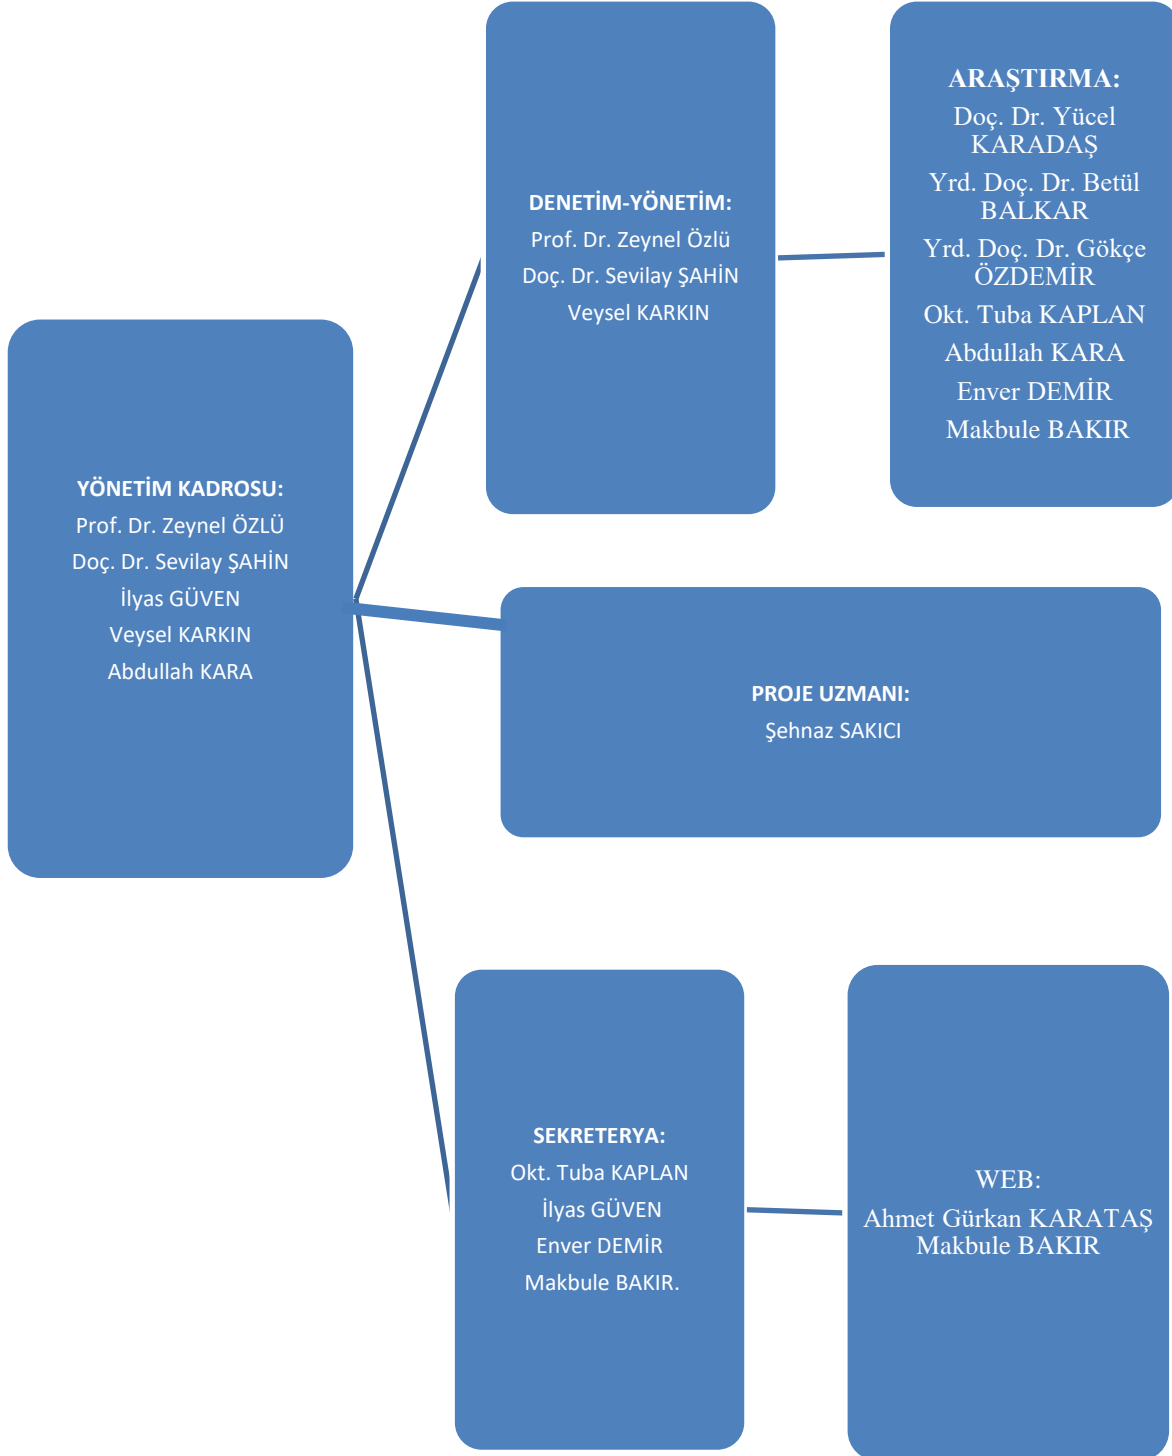 YÖNETİM KADROSU:
Prof. Dr. Zeynel ÖZLÜ
Doç. Dr. Sevilay ŞAHİN
İlyas GÜVEN
Veysel KARKIN
Abdullah KARA
DENETİM-YÖNETİM:
Prof. Dr. Zeynel Özlü
Doç. Dr. Sevilay ŞAHİN
Veysel KARKIN
ARAŞTIRMA:
Doç. Dr. Yücel
KARADAŞ
Yrd. Doç. Dr. Betül
BALKAR
Yrd. Doç. Dr. Gökçe
ÖZDEMİR
Okt. Tuba KAPLAN
Abdullah KARA
Enver DEMİR
Makbule BAKIR
PROJE UZMANI:
Şehnaz SAKICI
SEKRETERYA:
Okt. Tuba KAPLAN
İlyas GÜVEN
Enver DEMİR
Makbule BAKIR.
WEB:
Ahmet Gürkan KARATAŞ
Makbule BAKIR